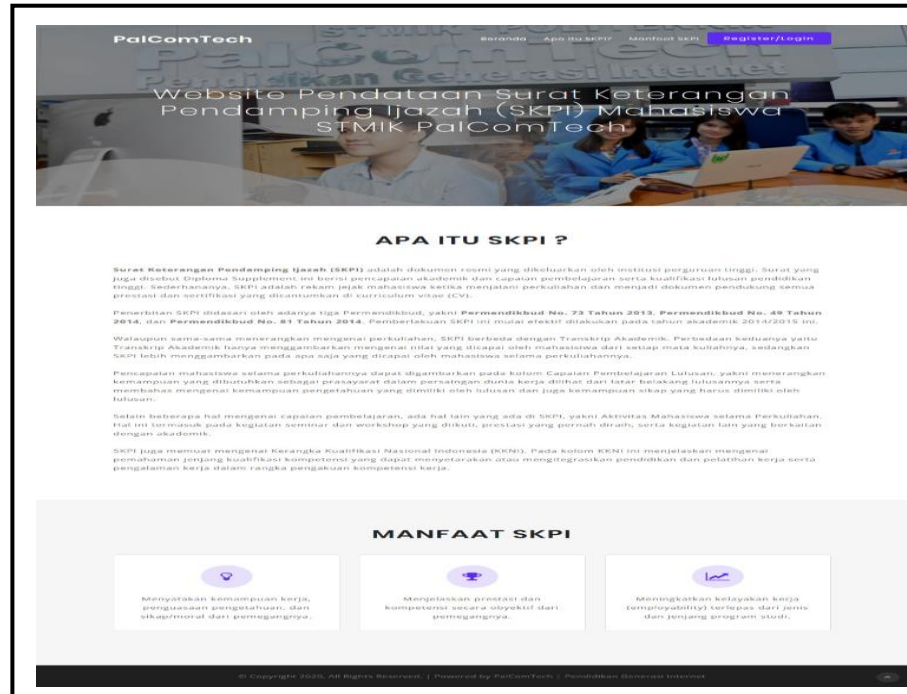 PalComTech
Beranda Apa itu SKPI? Manfaat SKPI Register/Login
PalComTech
Pendidikan Generasi Internet
Website Pendataan Surat Keterangan
Pendamping Ijazah (SKPI) Mahasiswa
STMIK PalComTech
APA ITU SKPI ?
Surat Keterangan Pendamping Ijazah (SKPI) adalah dokumen resmi yang dikeluarkan oleh institusi perguruan tinggi. Surat yang
juga disebut Diploma Supplement ini berisi pencapaian akademik dan capaian pembelajaran serta kualifikasi lulusan pendidikan
tinggi. Sederhananya, SKPI adalah rekam jejak mahasiswa ketika menjalani perkuliahan dan menjadi dokumen pendukung semua
prestasi dan sertifikasi yang dicantumkan di curriculum vitae (CV).
Penerbitan SKPI didasari oleh adanya tiga Permendikbud, yakni Permendikbud No. 73 Tahun 2013, Permendikbud No. 49 Tahun
2014, dan Permendikbud No. 81 Tahun 2014. Pemberlakuan SKPI ini mulai efektif dilakukan pada tahun akademik 2014/2015 ini.
Walaupun sama-sama menerangkan mengenai perkuliahan, SKPI berbeda dengan Transkrip Akademik. Perbedaan keduanya yaitu
Transkrip Akademik hanya menggambarkan mengenai nilai yang dicapai oleh mahasiswa dari setiap mata kuliahnya, sedangkan
SKPI lebih menggambarkan pada apa saja yang dicapai oleh mahasiswa selama perkuliahannya.
Pencapaian mahasiswa selama perkuliahannya dapat digambarkan pada kolom Capaian Pembelajaran Lulusan, yakni menerangkan
kemampuan yang dibutuhkan sebagai prasayarat dalam persaingan dunia kerja dilihat dari latar belakang lulusannya serta
membahas mengenai kemampuan pengetahuan yang dimiliki oleh lulusan dan juga kemampuan sikap yang harus dimiliki oleh
lulusan.
Selain beberapa hal mengenai capaian pembelajaran, ada hal lain yang ada di SKPI, yakni Aktivitas Mahasiswa selama Perkuliahan.
Hal ini termasuk pada kegiatan seminar dan workshop yang diikuti, prestasi yang pernah diraih, serta kegiatan lain yang berkaitan
dengan akademik.
SKPI juga memuat mengenai Kerangka Kualifikasi Nasional Indonesia (KKNI). Pada kolom KKNI ini menjelaskan mengenai
pemahaman jenjang kualifikasi kompetensi yang dapat menyetarakan atau mengitegrasikan pendidikan dan pelatihan kerja serta
pengalaman kerja dalam rangka pengakuan kompetensi kerja.
MANFAAT SKPI
Menyatakan kemampuan kerja,
penguasaan pengetahuan, dan
sikap/moral dari pemegangnya.
Menjelaskan prestasi dan
kompetensi secara obyektif dari
pemegangnya.
Meningkatkan kelayakan kerja
(employability) terlepas dari jenis
dan jenjang program studi.
© Copyright 2020, All Rights Reserved. | Powered by PalComTech | Pendidikan Generasi Internet